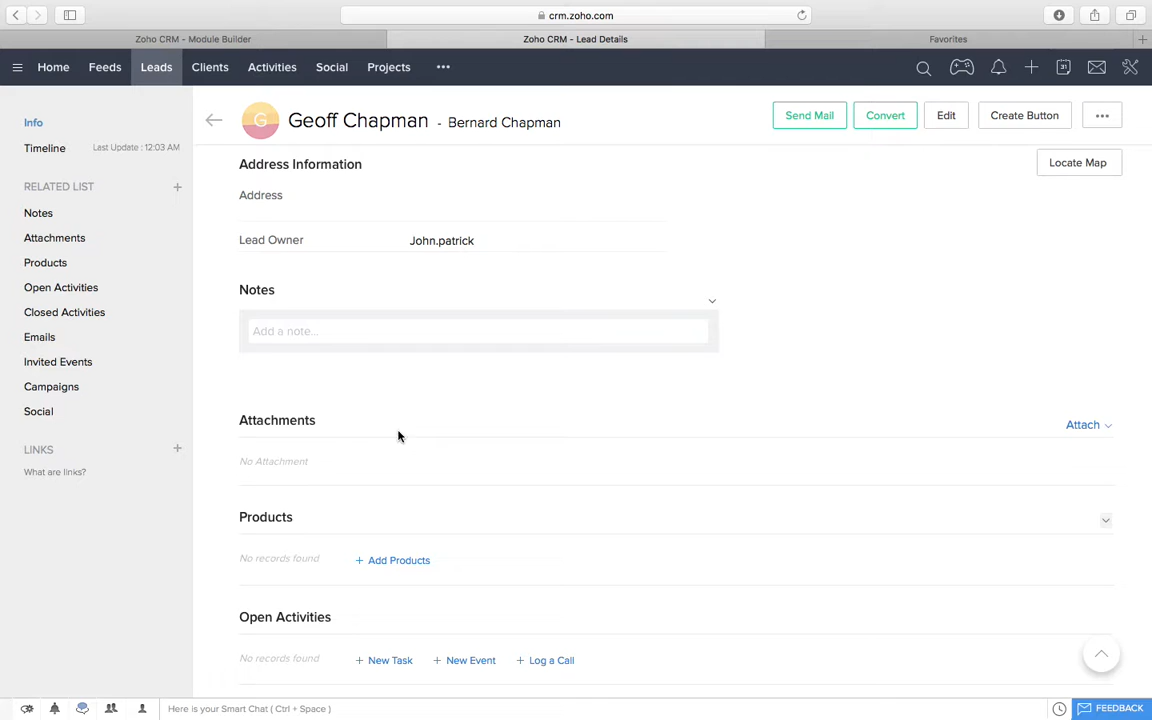 crm.zoho.com
Zoho CRM - Module Builder
Zoho CRM - Lead Details
Favorites
Home
Feeds
Leads
Clients
Activities
Social
Projects
31
Info
Timeline
Last Update : 12:03 AM
RELATED LIST
Notes
Attachments
Products
Open Activities
Closed Activities
Emails
Invited Events
Campaigns
Social
LINKS
What are links?
G
Geoff Chapman - Bernard Chapman
Send Mail
Convert
Edit
Create Button
Address Information
Locate Map
Address
Lead Owner
John.patrick
Notes
Add a note...
Attachments
Attach
No Attachment
Products
No records found
+ Add Products
Open Activities
No records found
+ New Task
+ New Event
+ Log a Call
Here is your Smart Chat ( Ctrl + Space )
FEEDBACK